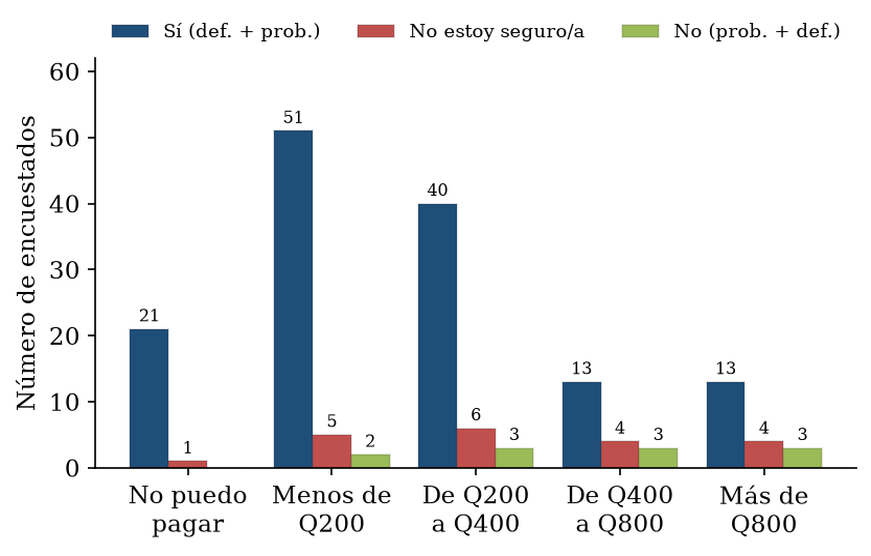 Sí (def. + prob.) No estoy seguro/a No (prob. + def.)
Número de encuestados
60
50
40
30
20
10
0
21
1
51
5
2
40
6
3
13
4
3
13
4
3
No puedo
pagar
Menos de
Q200
De Q200
a Q400
De Q400
a Q800
Más de
Q800